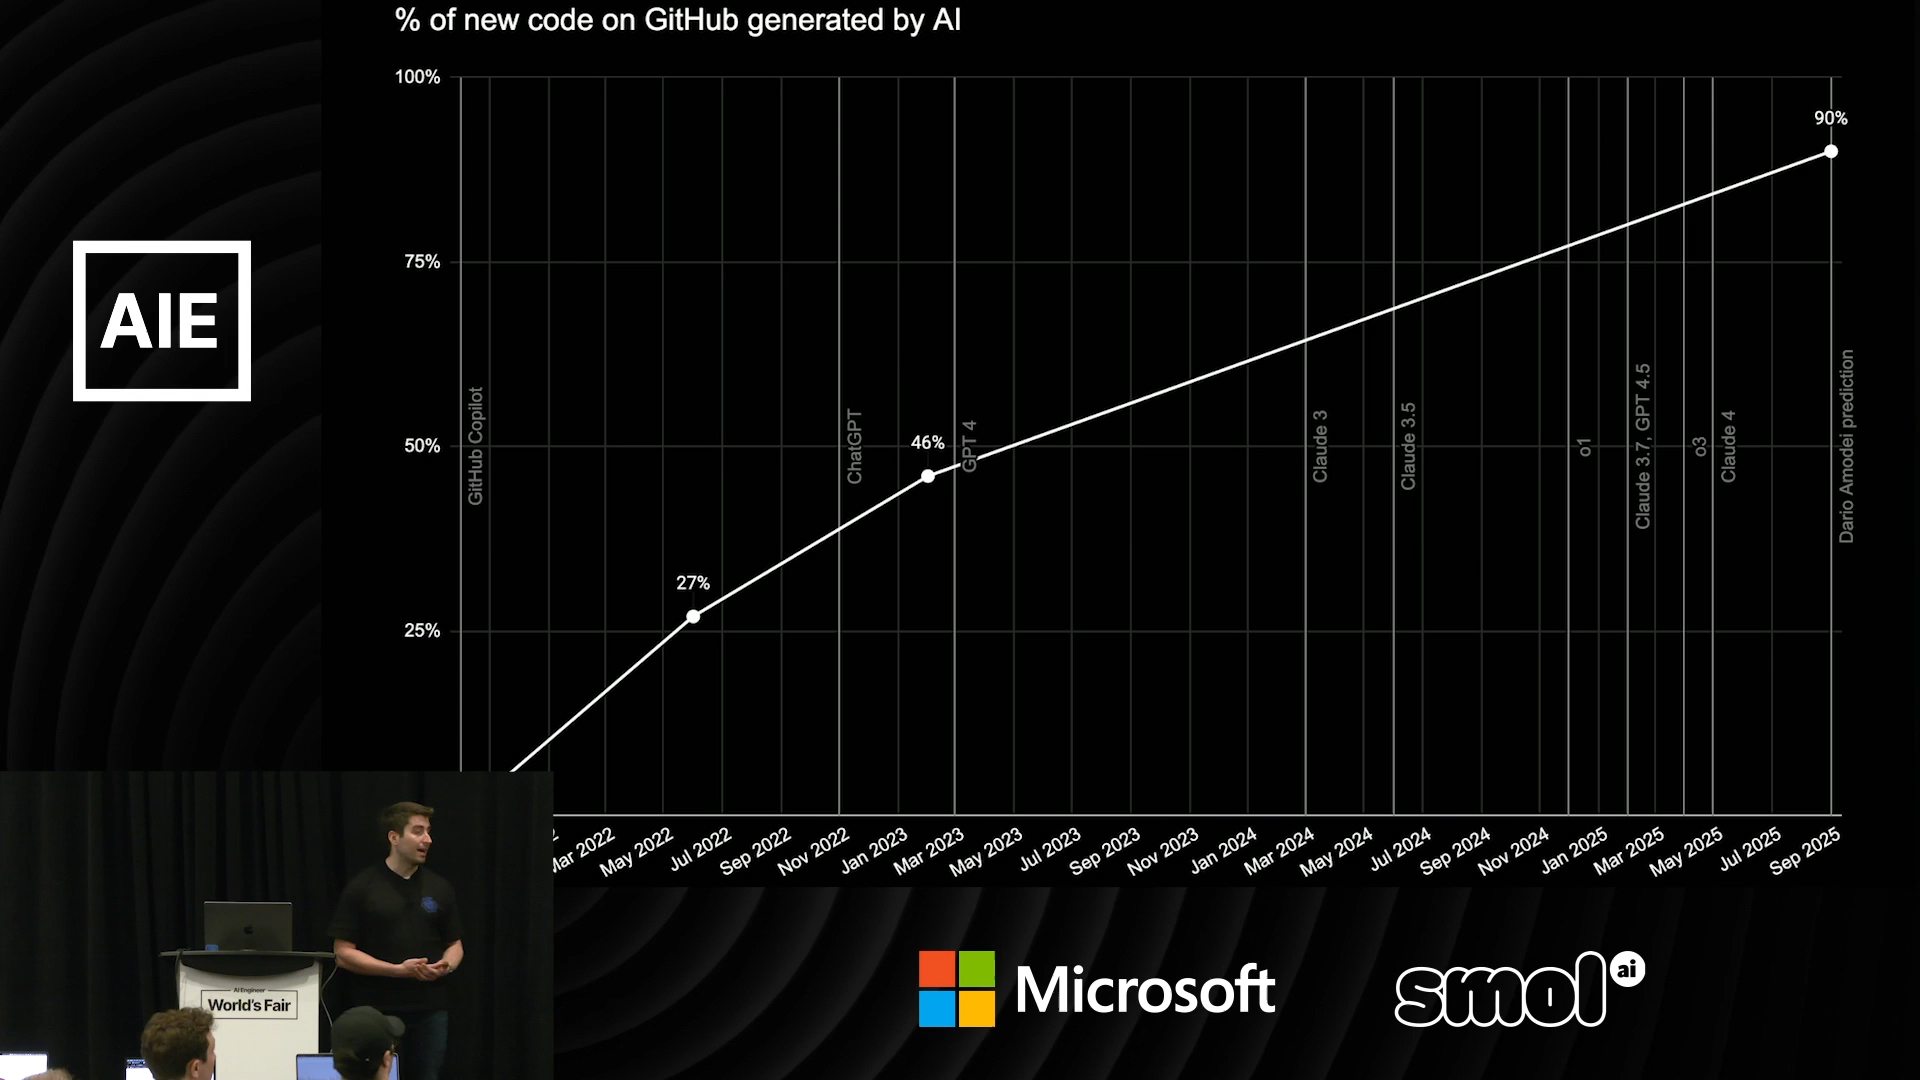 % of new code on GitHub generated by AI
100%
90%
75%
50%
46%
27%
25%
GitHub Copilot
ChatGPT
GPT 4
Claude 3
Claude 3.5
o1
Claude 3.7, GPT 4.5
o3
Claude 4
Dario Amodei prediction
Mar 2022
May 2022
Jul 2022
Sep 2022
Nov 2022
Jan 2023
Mar 2023
May 2023
Jul 2023
Sep 2023
Nov 2023
Jan 2024
Mar 2024
May 2024
Jul 2024
Sep 2024
Nov 2024
Jan 2025
Mar 2025
May 2025
Jul 2025
Sep 2025
AIE
AI Engineer
World's Fair
Microsoft
smol ai